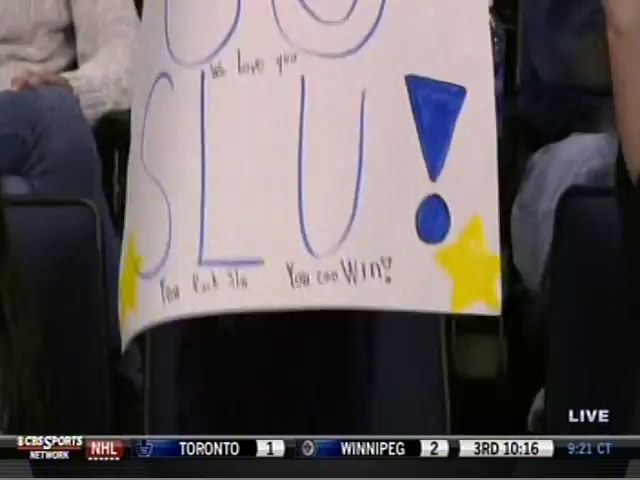 GO
We love you
SLU!
You Rock Slu You can Win!!
LIVE
CBS SPORTS NETWORK NHL TORONTO 1 WINNIPEG 2 3RD 10:16 9:21 CT